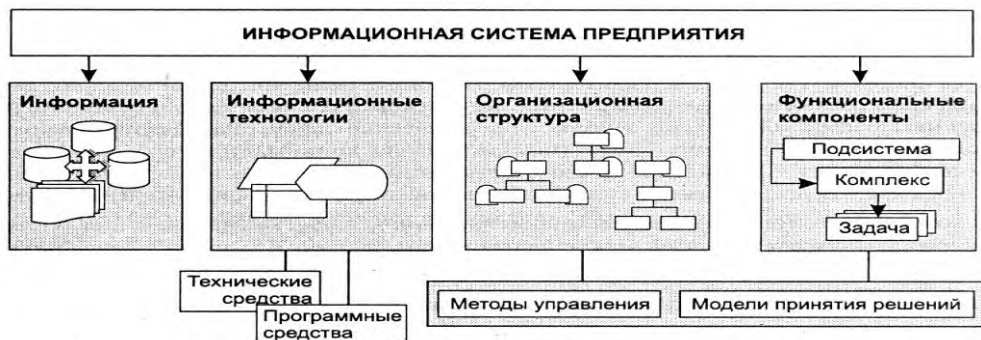 ИНФОРМАЦИОННАЯ СИСТЕМА ПРЕДПРИЯТИЯ
Информация
Информационные
технологии
Организационная
структура
Функциональные
компоненты
Подсистема
Комплекс
Задача
Технические
средства
Программные
средства
Методы управления
Модели принятия решений